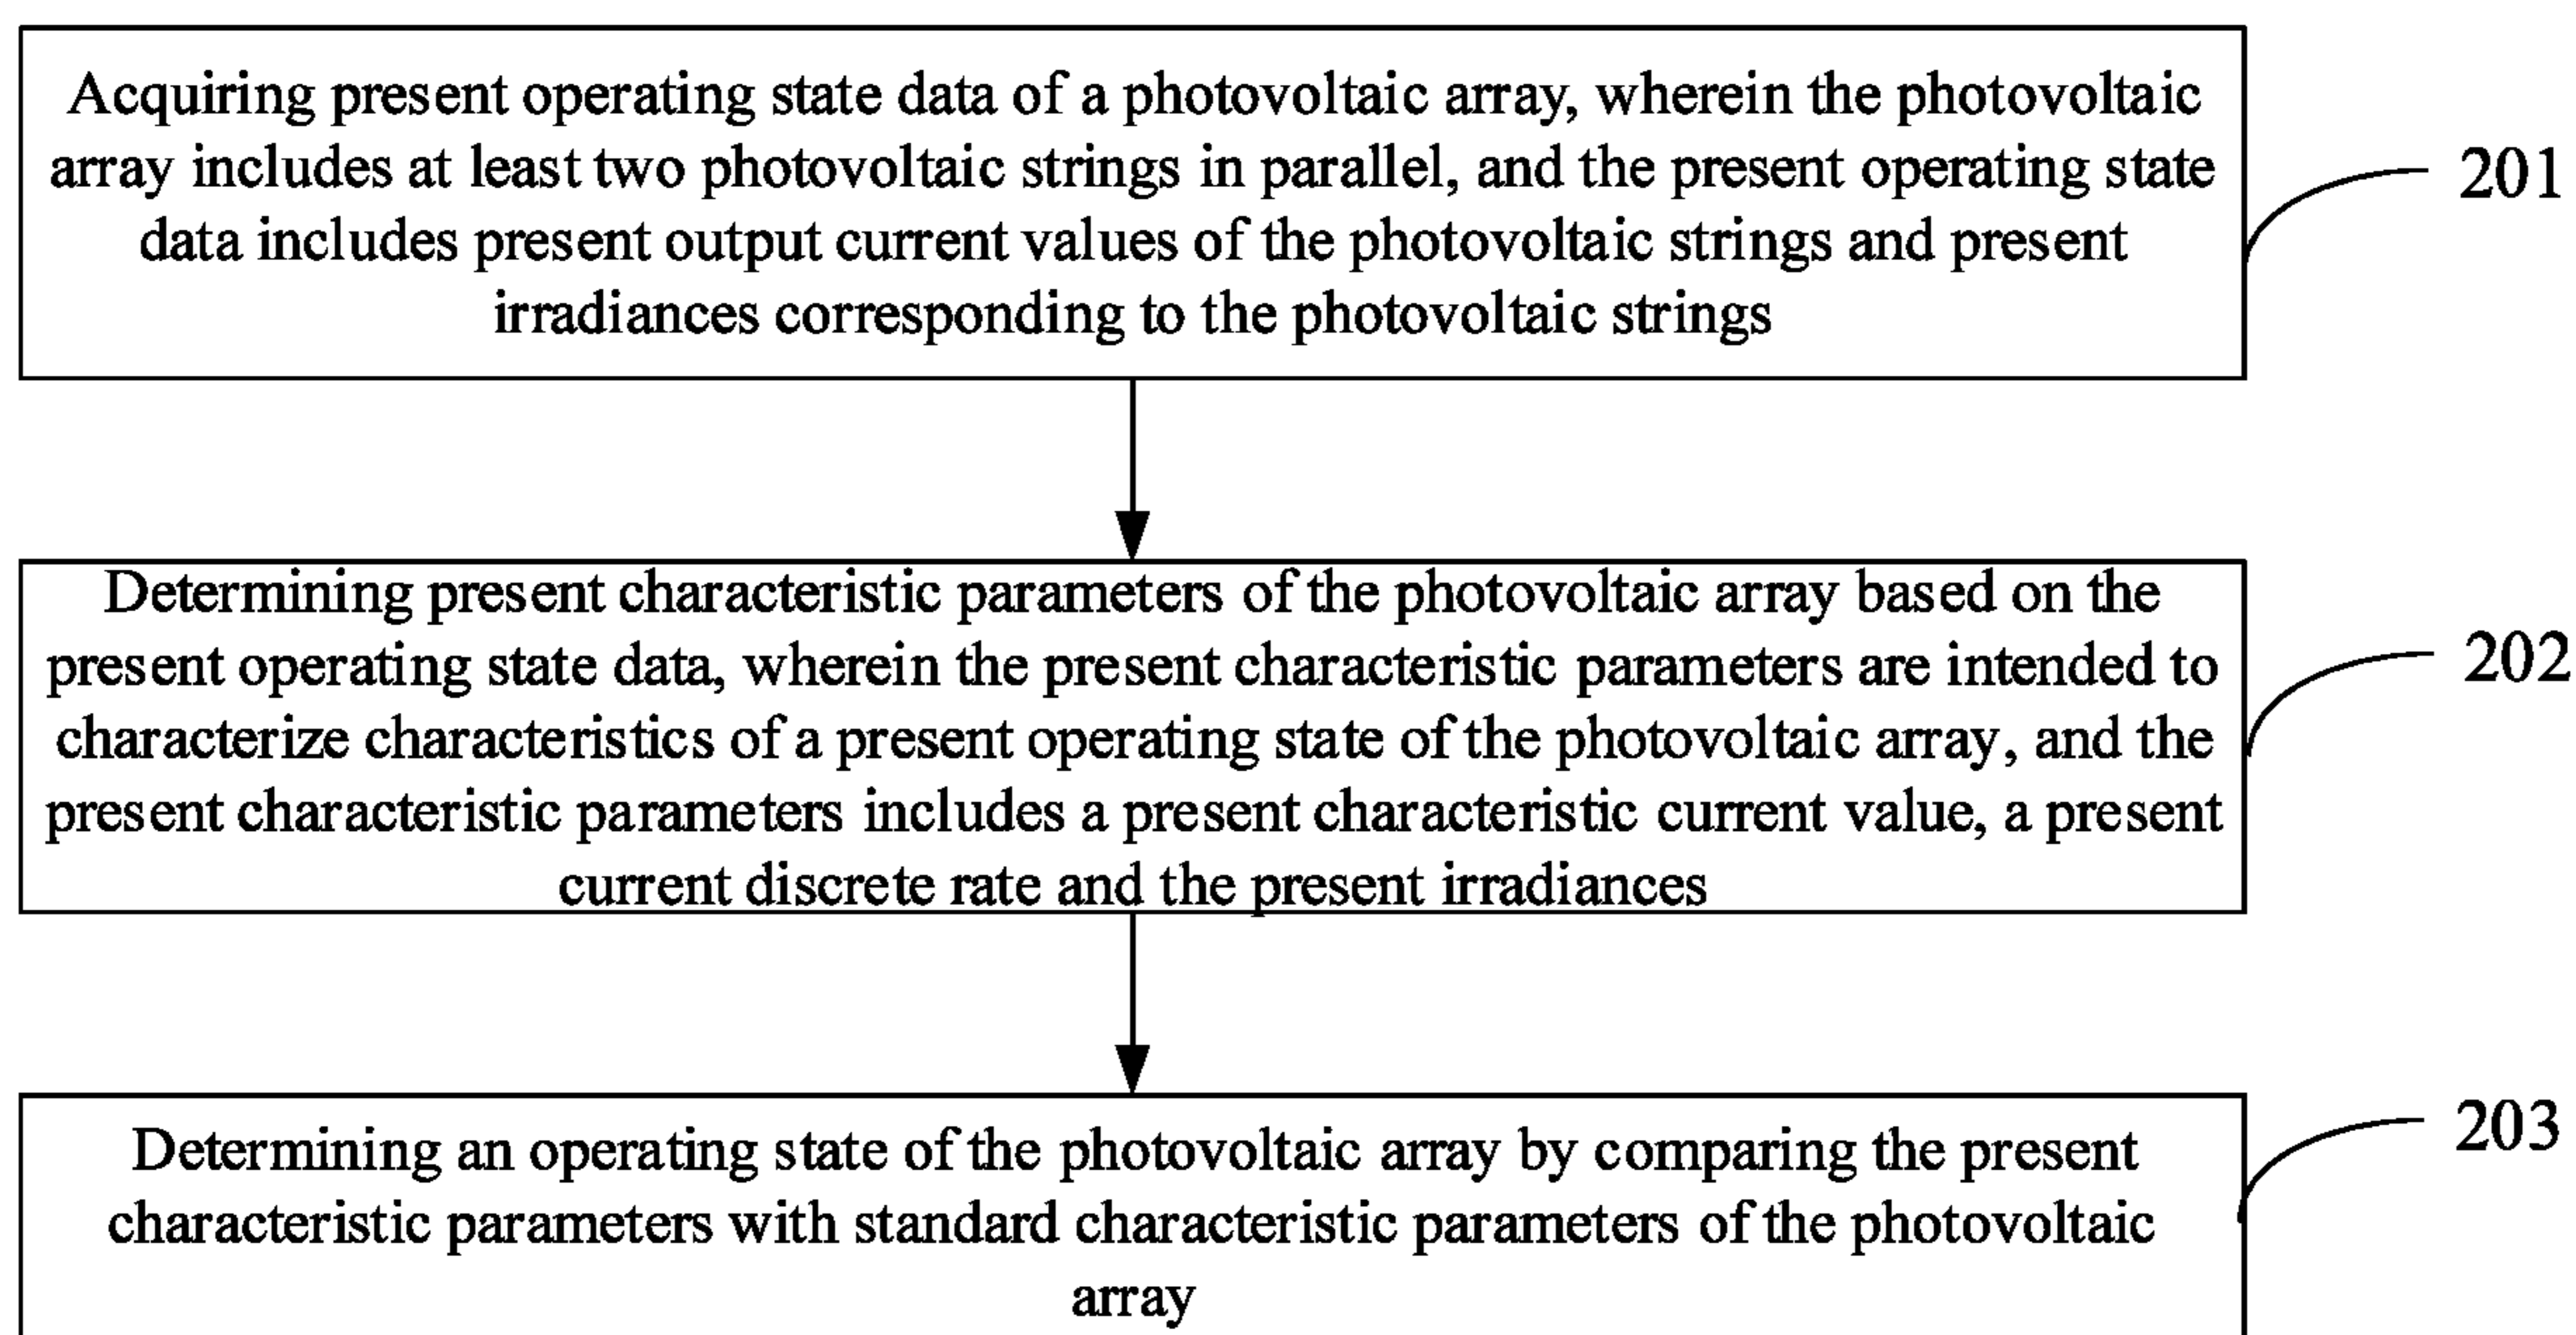 Acquiring present operating state data of a photovoltaic array, wherein the photovoltaic
array includes at least two photovoltaic strings in parallel, and the present operating state
data includes present output current values of the photovoltaic strings and present
irradiances corresponding to the photovoltaic strings
201
Determining present characteristic parameters of the photovoltaic array based on the
present operating state data, wherein the present characteristic parameters are intended to
characterize characteristics of a present operating state of the photovoltaic array, and the
present characteristic parameters includes a present characteristic current value, a present
current discrete rate and the present irradiances
202
Determining an operating state of the photovoltaic array by comparing the present
characteristic parameters with standard characteristic parameters of the photovoltaic
array
203